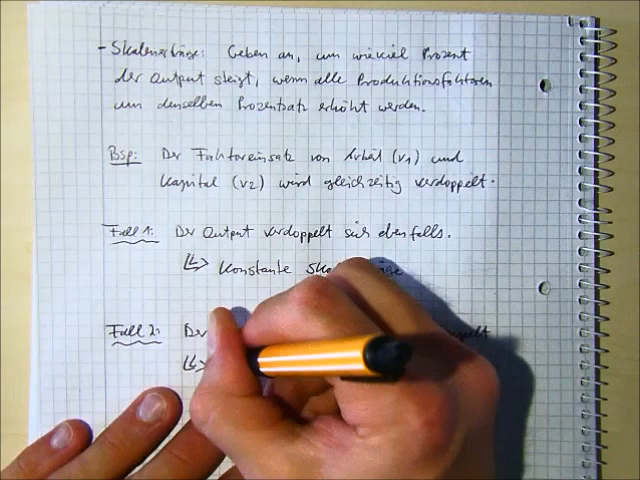 - Skalenerträge: Geben an, um wieviel Prozent
der Output steigt, wenn alle Produktionsfaktoren
um denselben Prozentsatz erhöht werden.
Bsp: Der Faktoreinsatz von Arbeit (v1) und
Kapital (v2) wird gleichzeitig verdoppelt.
Fall 1: Der Output verdoppelt sich ebenfalls.
↳> Konstante
Fall 2: Der
↳>